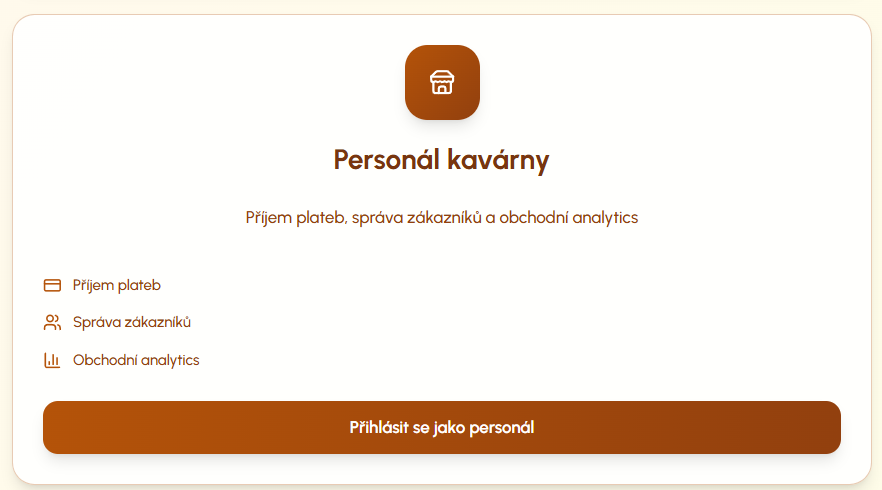 Personál kavárny
Příjem plateb, správa zákazníků a obchodní analytics
Příjem plateb
Správa zákazníků
Obchodní analytics
Přihlásit se jako personál